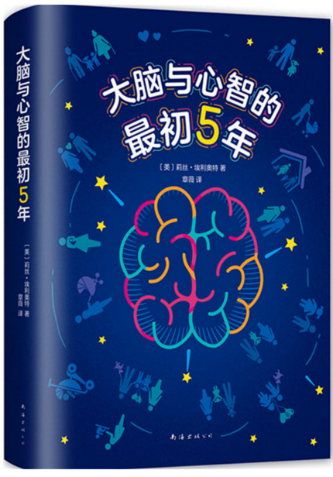 大脑与心智的最初5年
〔美〕莉丝·埃利奥特 著
章薇 译
大脑与心智的
最初5年
〔美〕莉丝·埃利奥特 著
章薇 译
南海出版公司